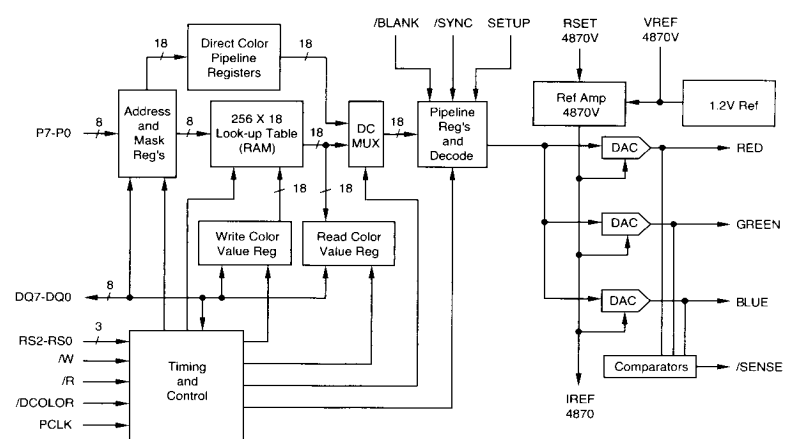 /BLANK /SYNC SETUP RSET VREF
4870V 4870V
18 Direct Color 18
Pipeline
Registers
Ref Amp
4870V
1.2V Ref
P7-P0 8 Address
and
Mask
Reg's
8 256 X 18
Look-up Table
(RAM)
18 DC
MUX
18 Pipeline
Reg's
and
Decode
DAC RED
18 18
Write Color
Value Reg
Read Color
Value Reg
DAC GREEN
DQ7-DQ0 8
DAC BLUE
RS2-RS0 3
/W
/R
/DCOLOR
PCLK
Timing
and
Control
Comparators /SENSE
IREF
4870